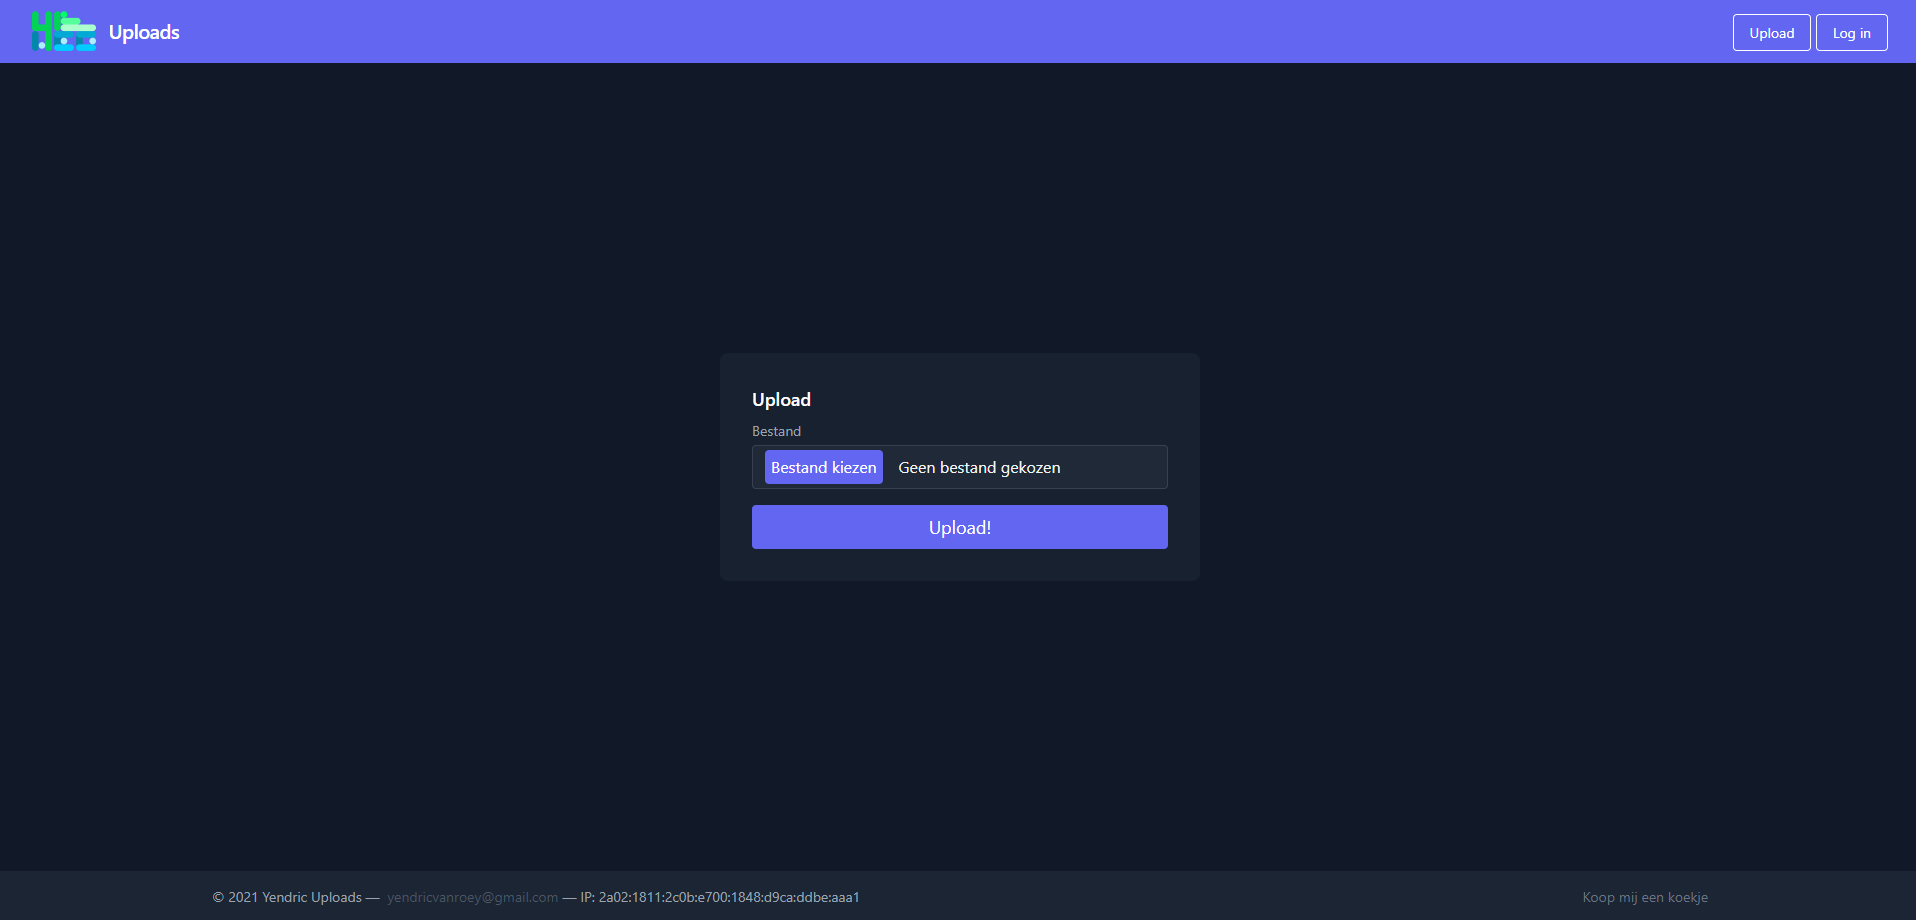 Uploads
Upload
Log in
Upload
Bestand
Bestand kiezen Geen bestand gekozen
Upload!
© 2021 Yendric Uploads — yendricvanroey@gmail.com — IP: 2a02:1811:2c0b:e700:1848:d9ca:ddbe:aaa1
Koop mij een koekje